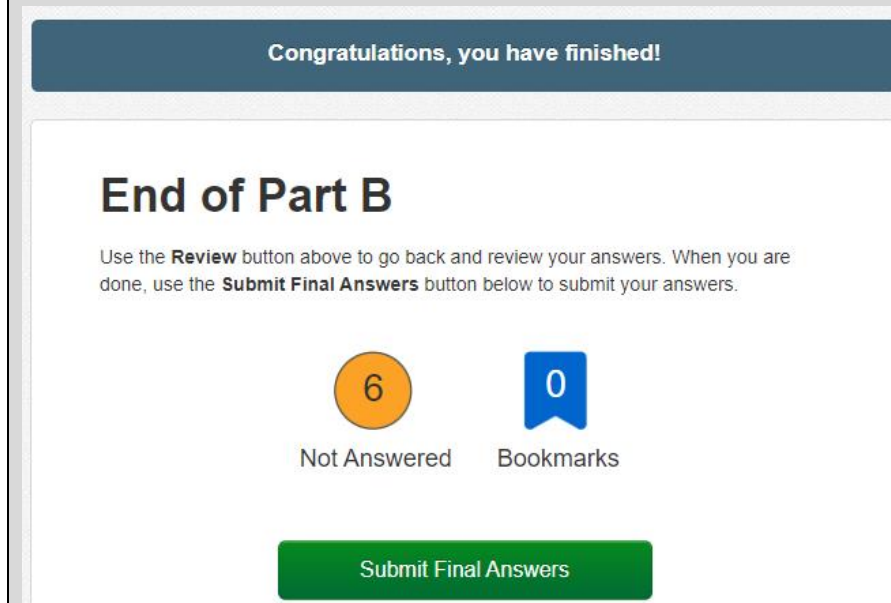 Congratulations, you have finished!
End of Part B
Use the Review button above to go back and review your answers. When you are
done, use the Submit Final Answers button below to submit your answers.
6
0
Not Answered
Bookmarks
Submit Final Answers